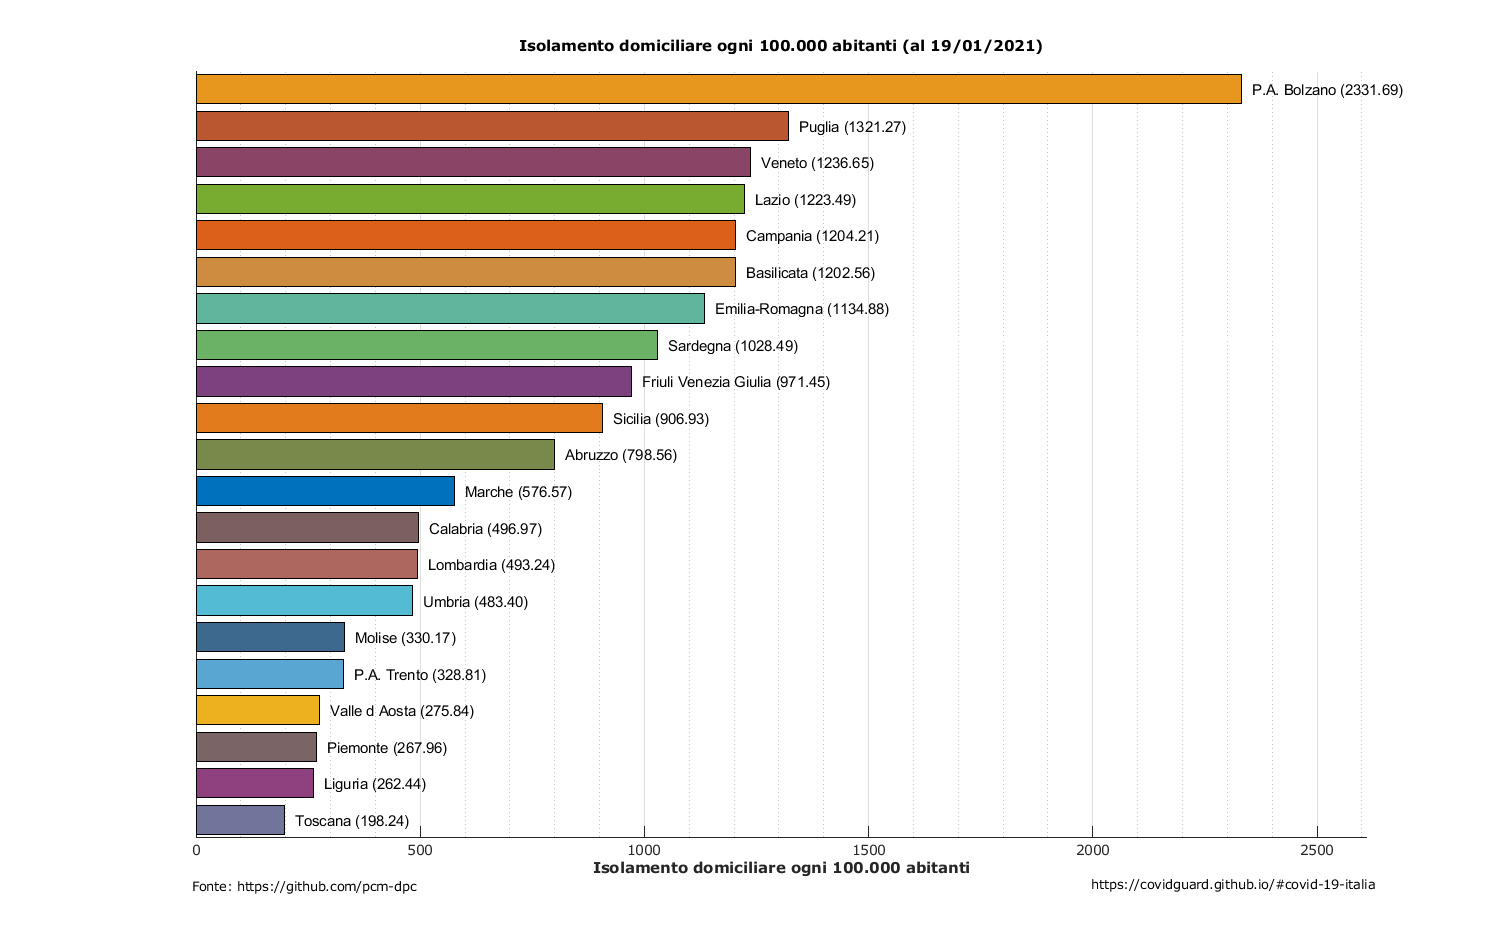 Isolamento domiciliare ogni 100.000 abitanti (al 19/01/2021)
P.A. Bolzano (2331.69)
Puglia (1321.27)
Veneto (1236.65)
Lazio (1223.49)
Campania (1204.21)
Basilicata (1202.56)
Emilia-Romagna (1134.88)
Sardegna (1028.49)
Friuli Venezia Giulia (971.45)
Sicilia (906.93)
Abruzzo (798.56)
Marche (576.57)
Calabria (496.97)
Lombardia (493.24)
Umbria (483.40)
Molise (330.17)
P.A. Trento (328.81)
Valle d Aosta (275.84)
Piemonte (267.96)
Liguria (262.44)
Toscana (198.24)
0 500 1000 1500 2000 2500
Isolamento domiciliare ogni 100.000 abitanti
Fonte: https://github.com/pcm-dpc
https://covidguard.github.io/#covid-19-italia